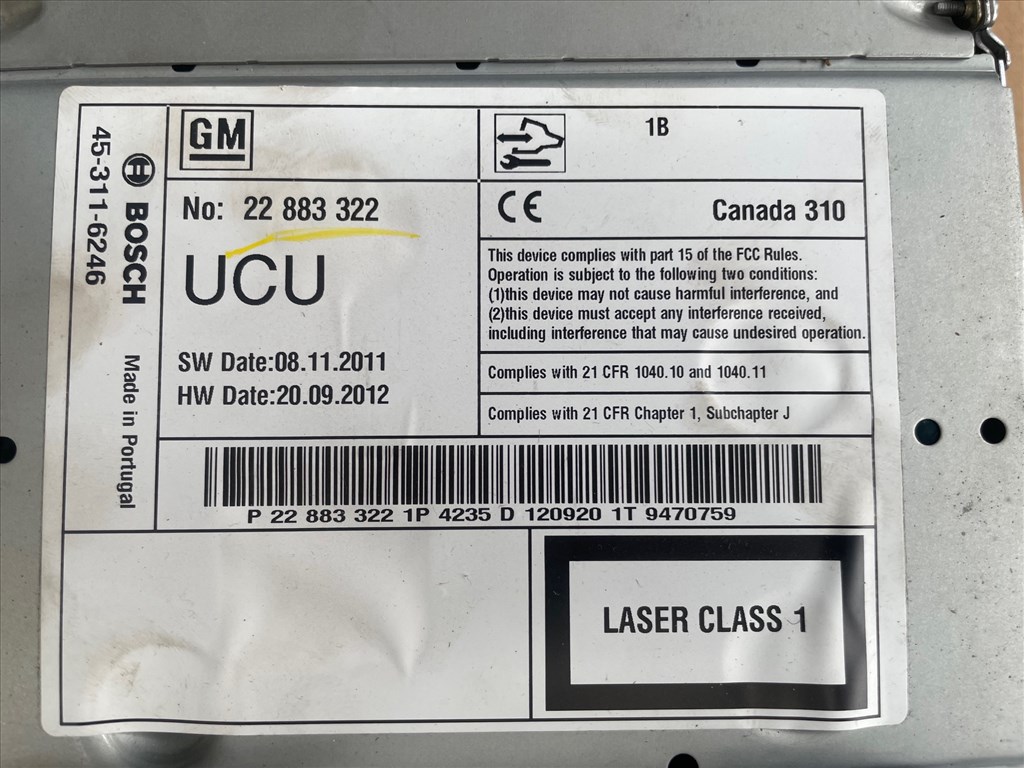 45-311-6246
BOSCH
Made in Portugal
GM
No: 22 883 322
UCU
SW Date:08.11.2011
HW Date:20.09.2012
1B
CE
Canada 310
This device complies with part 15 of the FCC Rules.
Operation is subject to the following two conditions:
(1)this device may not cause harmful interference, and
(2)this device must accept any interference received,
including interference that may cause undesired operation.
Complies with 21 CFR 1040.10 and 1040.11
Complies with 21 CFR Chapter 1, Subchapter J
P 22 883 322 1P 4235 D 120920 1T 9470759
LASER CLASS 1